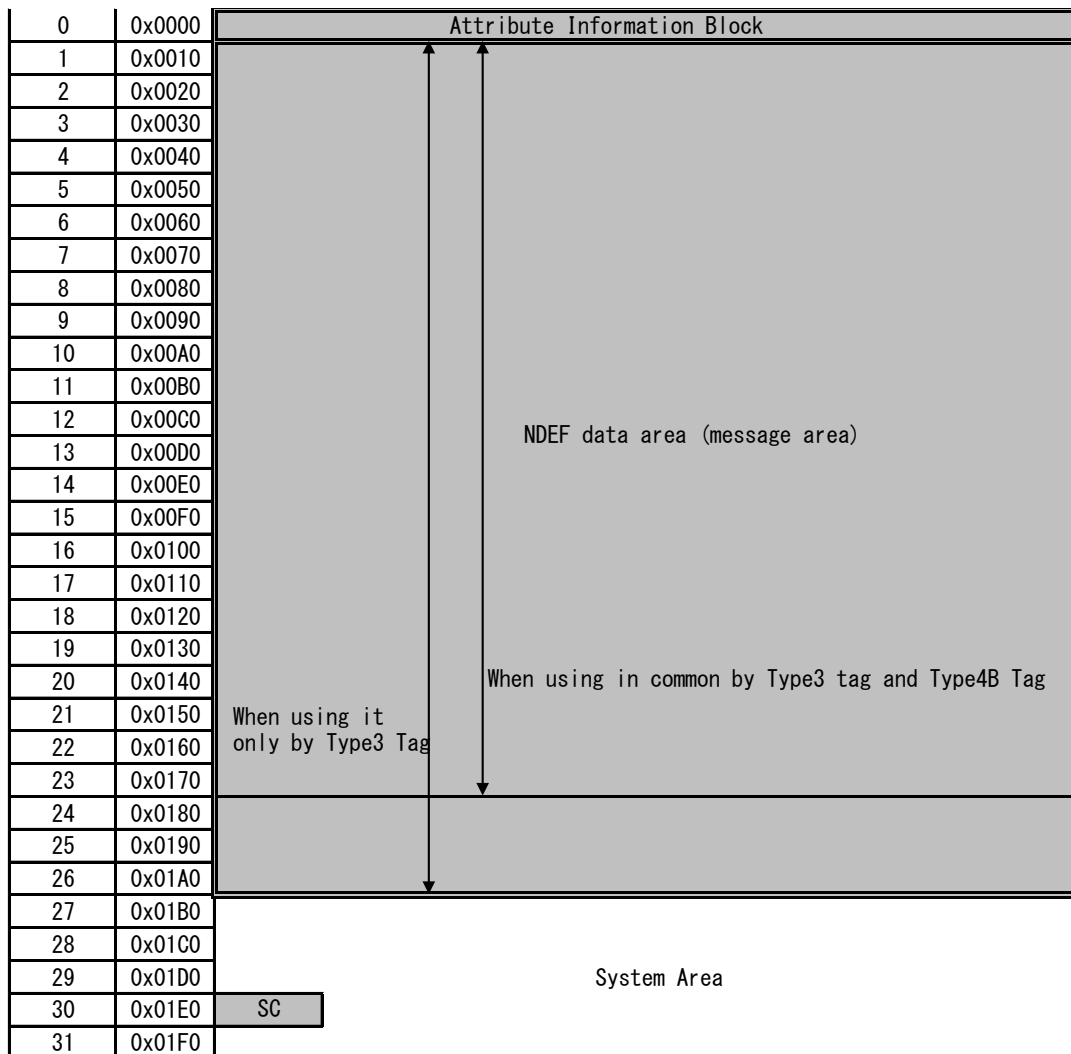 0 0x0000 Attribute Information Block
1 0x0010
2 0x0020
3 0x0030
4 0x0040
5 0x0050
6 0x0060
7 0x0070
8 0x0080
9 0x0090
10 0x00A0
11 0x00B0
12 0x00C0
NDEF data area (message area)
13 0x00D0
14 0x00E0
15 0x00F0
16 0x0100
17 0x0110
18 0x0120
19 0x0130
20 0x0140 When using in common by Type3 tag and Type4B Tag
21 0x0150 When using it
22 0x0160 only by Type3 Tag
23 0x0170
24 0x0180
25 0x0190
26 0x01A0
27 0x01B0
28 0x01C0
29 0x01D0 System Area
30 0x01E0 SC
31 0x01F0